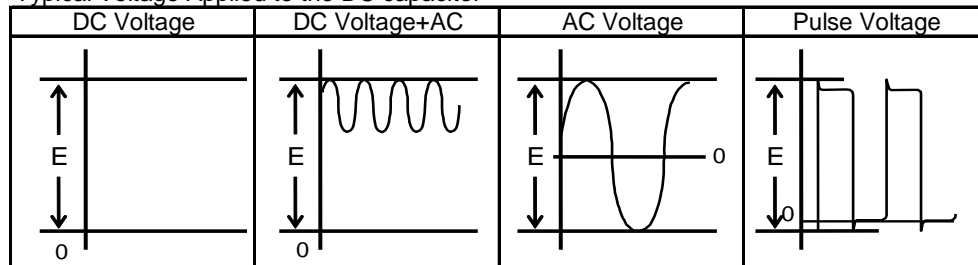 Typical Voltage Applied to the DC capacitor
DC Voltage DC Voltage+AC AC Voltage Pulse Voltage
E E E 0 E
0
0 0